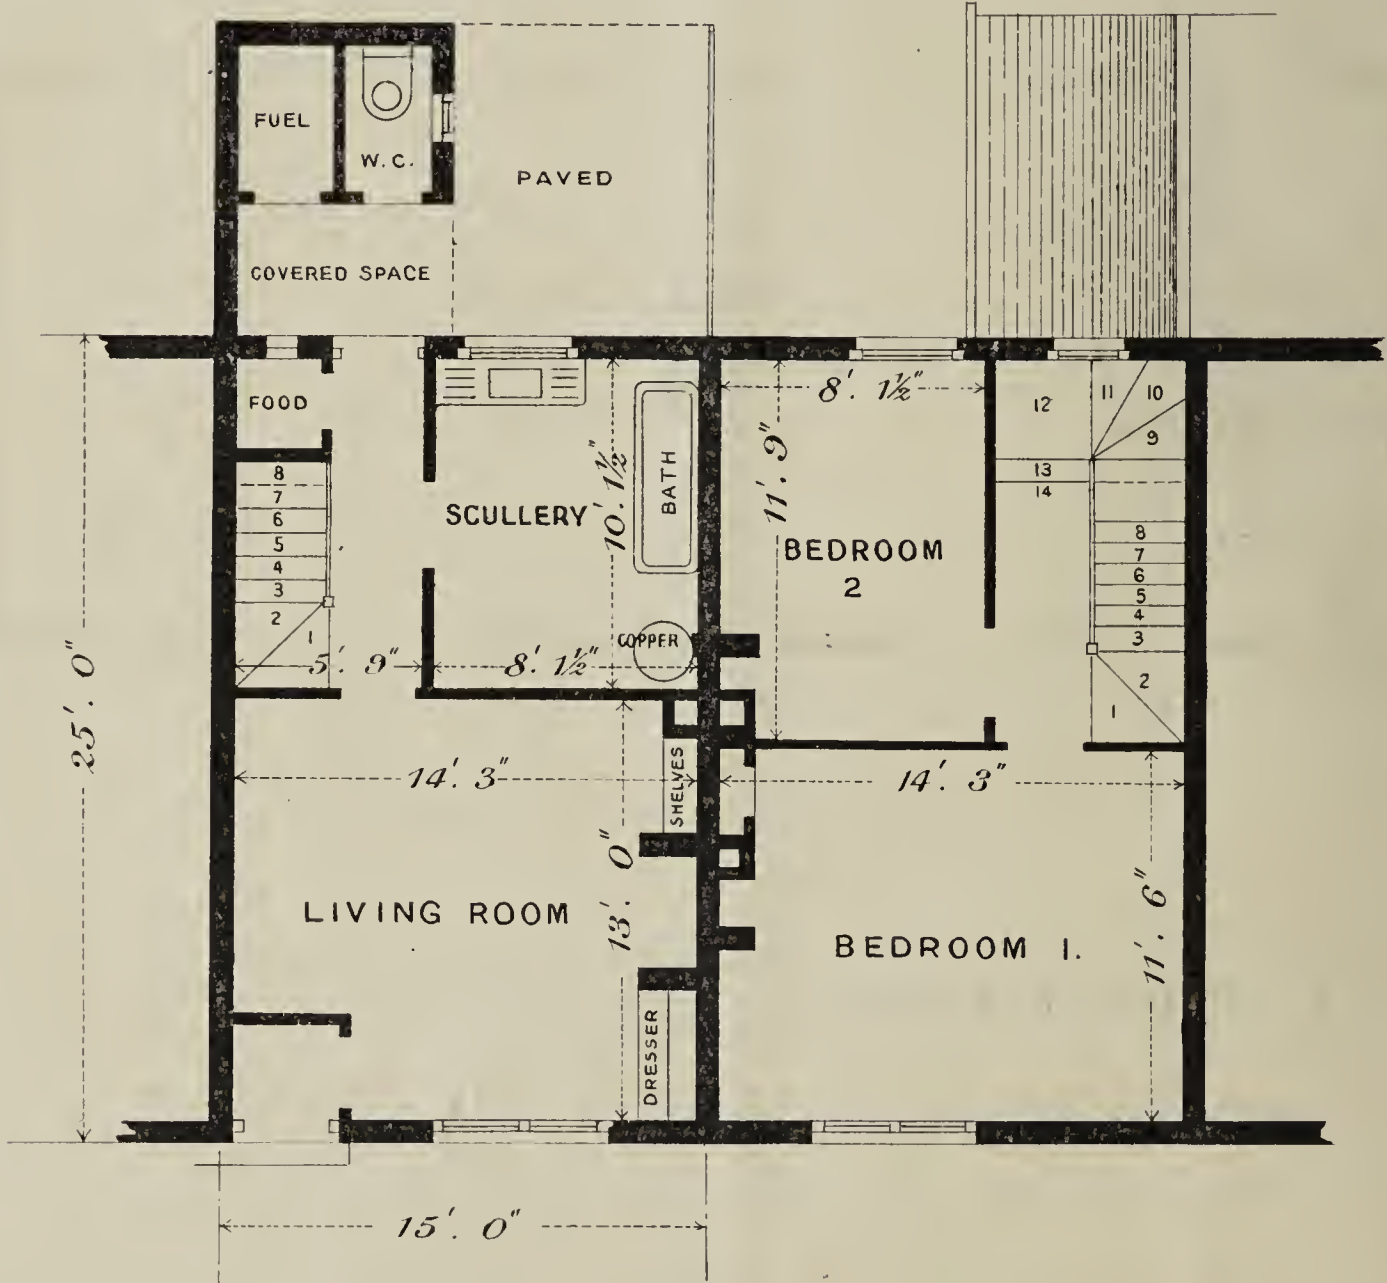 FUEL
W.C.
PAVED
COVERED SPACE
FOOD
8
7
6
5
4
3
2
1
SCULLERY
BATH
COPPER
10'. 1½"
5'. 9"
8'. 1½"
25'. 0"
14'. 3"
SHELVES
LIVING ROOM
13'. 0"
DRESSER
15'. 0"
8'. 1½"
11'. 9"
BEDROOM
2
12
11
10
9
13
14
8
7
6
5
4
3
2
1
14'. 3"
BEDROOM 1.
11'. 6"